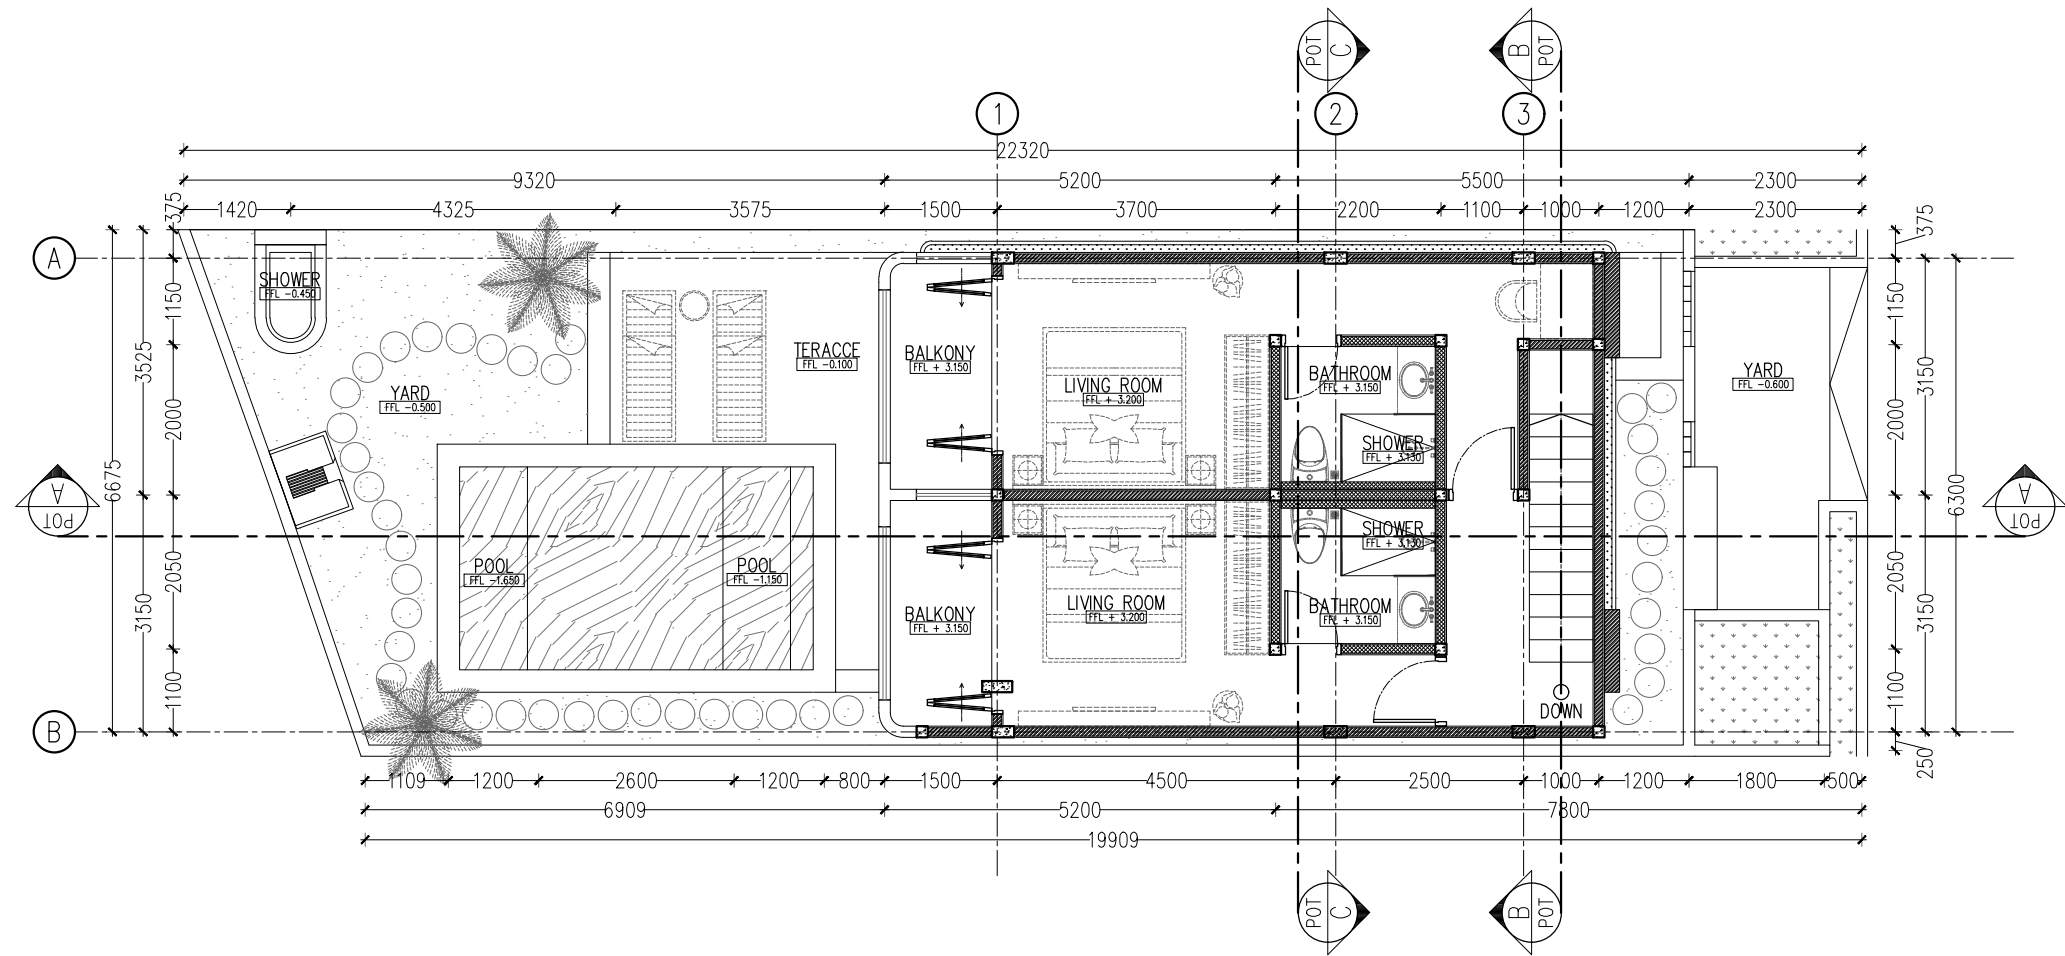 POT
C
B
POT
1
2
3
22320
9320
5200
5500
2300
1420
4325
3575
1500
3700
2200
1100
1000
1200
2300
375
375
A
B
6675
3525
3150
1150
2000
2050
1100
1150
2000
2050
1100
3150
3150
6300
250
SHOWER
FFL -0.450
YARD
FFL -0.500
TERACCE
FFL -0.100
BALKONY
FFL + 3.150
LIVING ROOM
FFL + 3.200
BATHROOM
FFL + 3.150
SHOWER
FFL + 3.130
YARD
FFL -0.600
A
POT
A
POT
POOL
FFL -1.650
POOL
FFL -1.150
SHOWER
FFL + 3.130
BALKONY
FFL + 3.150
LIVING ROOM
FFL + 3.200
BATHROOM
FFL + 3.150
DOWN
1109
1200
2600
1200
800
1500
4500
2500
1000
1200
1800
500
6909
5200
7800
19909
POT
C
B
POT